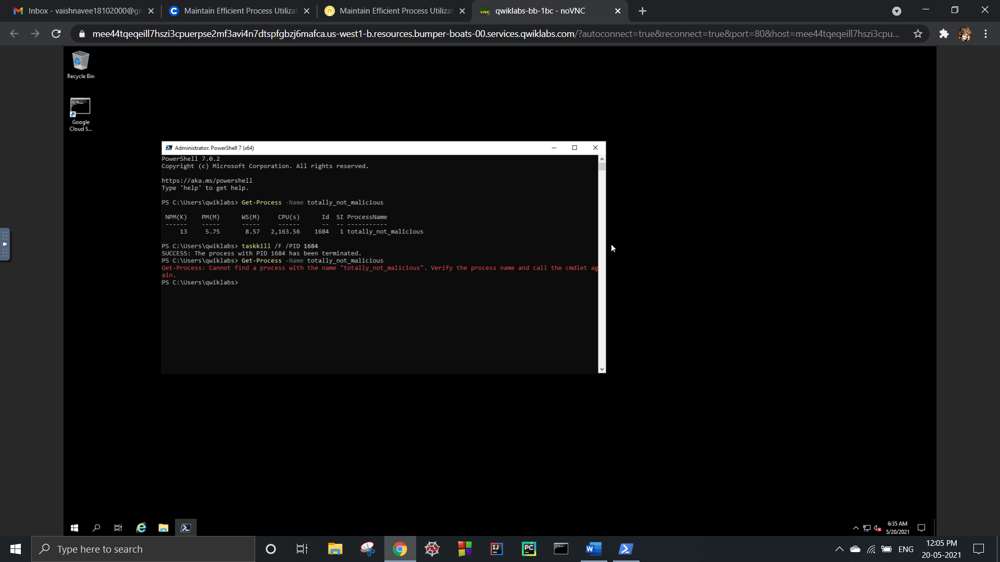 Inbox - vaishnavee18102000@gm
Maintain Efficient Process Utilizat
Maintain Efficient Process Utilizat
qwiklabs-bb-1bc - noVNC
mee44tqeqeill7hszi3cpuerpse2mf3avi4n7dtspfgbzj6mafca.us-west1-b.resources.bumper-boats-00.services.qwiklabs.com/?autoconnect=true&reconnect=true&port=80&host=mee44tqeqeill7hszi3cpu...
Recycle Bin
Google
Cloud S...
Administrator: PowerShell 7 (x64)
PowerShell 7.0.2
Copyright (c) Microsoft Corporation. All rights reserved.
https://aka.ms/powershell
Type 'help' to get help.
PS C:\Users\qwiklabs> Get-Process -Name totally_not_malicious
NPM(K) PM(M) WS(M) CPU(s) Id SI ProcessName
------ ----- ----- ------ -- -- -----------
13 5.75 8.57 2,163.56 1684 1 totally_not_malicious
PS C:\Users\qwiklabs> taskkill /F /PID 1684
SUCCESS: The process with PID 1684 has been terminated.
PS C:\Users\qwiklabs> Get-Process -Name totally_not_malicious
Get-Process: Cannot find a process with the name "totally_not_malicious". Verify the process name and call the cmdlet ag
ain.
PS C:\Users\qwiklabs>
6:35 AM
5/20/2021
Type here to search
ENG
12:05 PM
20-05-2021